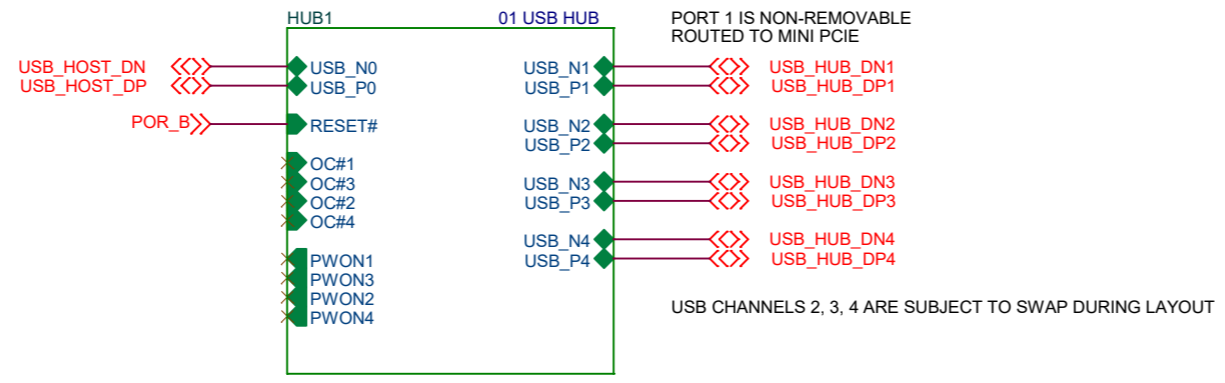 HUB1
01 USB HUB
PORT 1 IS NON-REMOVABLE
ROUTED TO MINI PCIE
USB_HOST_DN
USB_HOST_DP
POR_B
USB_N0
USB_P0
RESET#
OC#1
OC#3
OC#2
OC#4
PWON1
PWON3
PWON2
PWON4
USB_N1
USB_P1
USB_N2
USB_P2
USB_N3
USB_P3
USB_N4
USB_P4
USB_HUB_DN1
USB_HUB_DP1
USB_HUB_DN2
USB_HUB_DP2
USB_HUB_DN3
USB_HUB_DP3
USB_HUB_DN4
USB_HUB_DP4
USB CHANNELS 2, 3, 4 ARE SUBJECT TO SWAP DURING LAYOUT